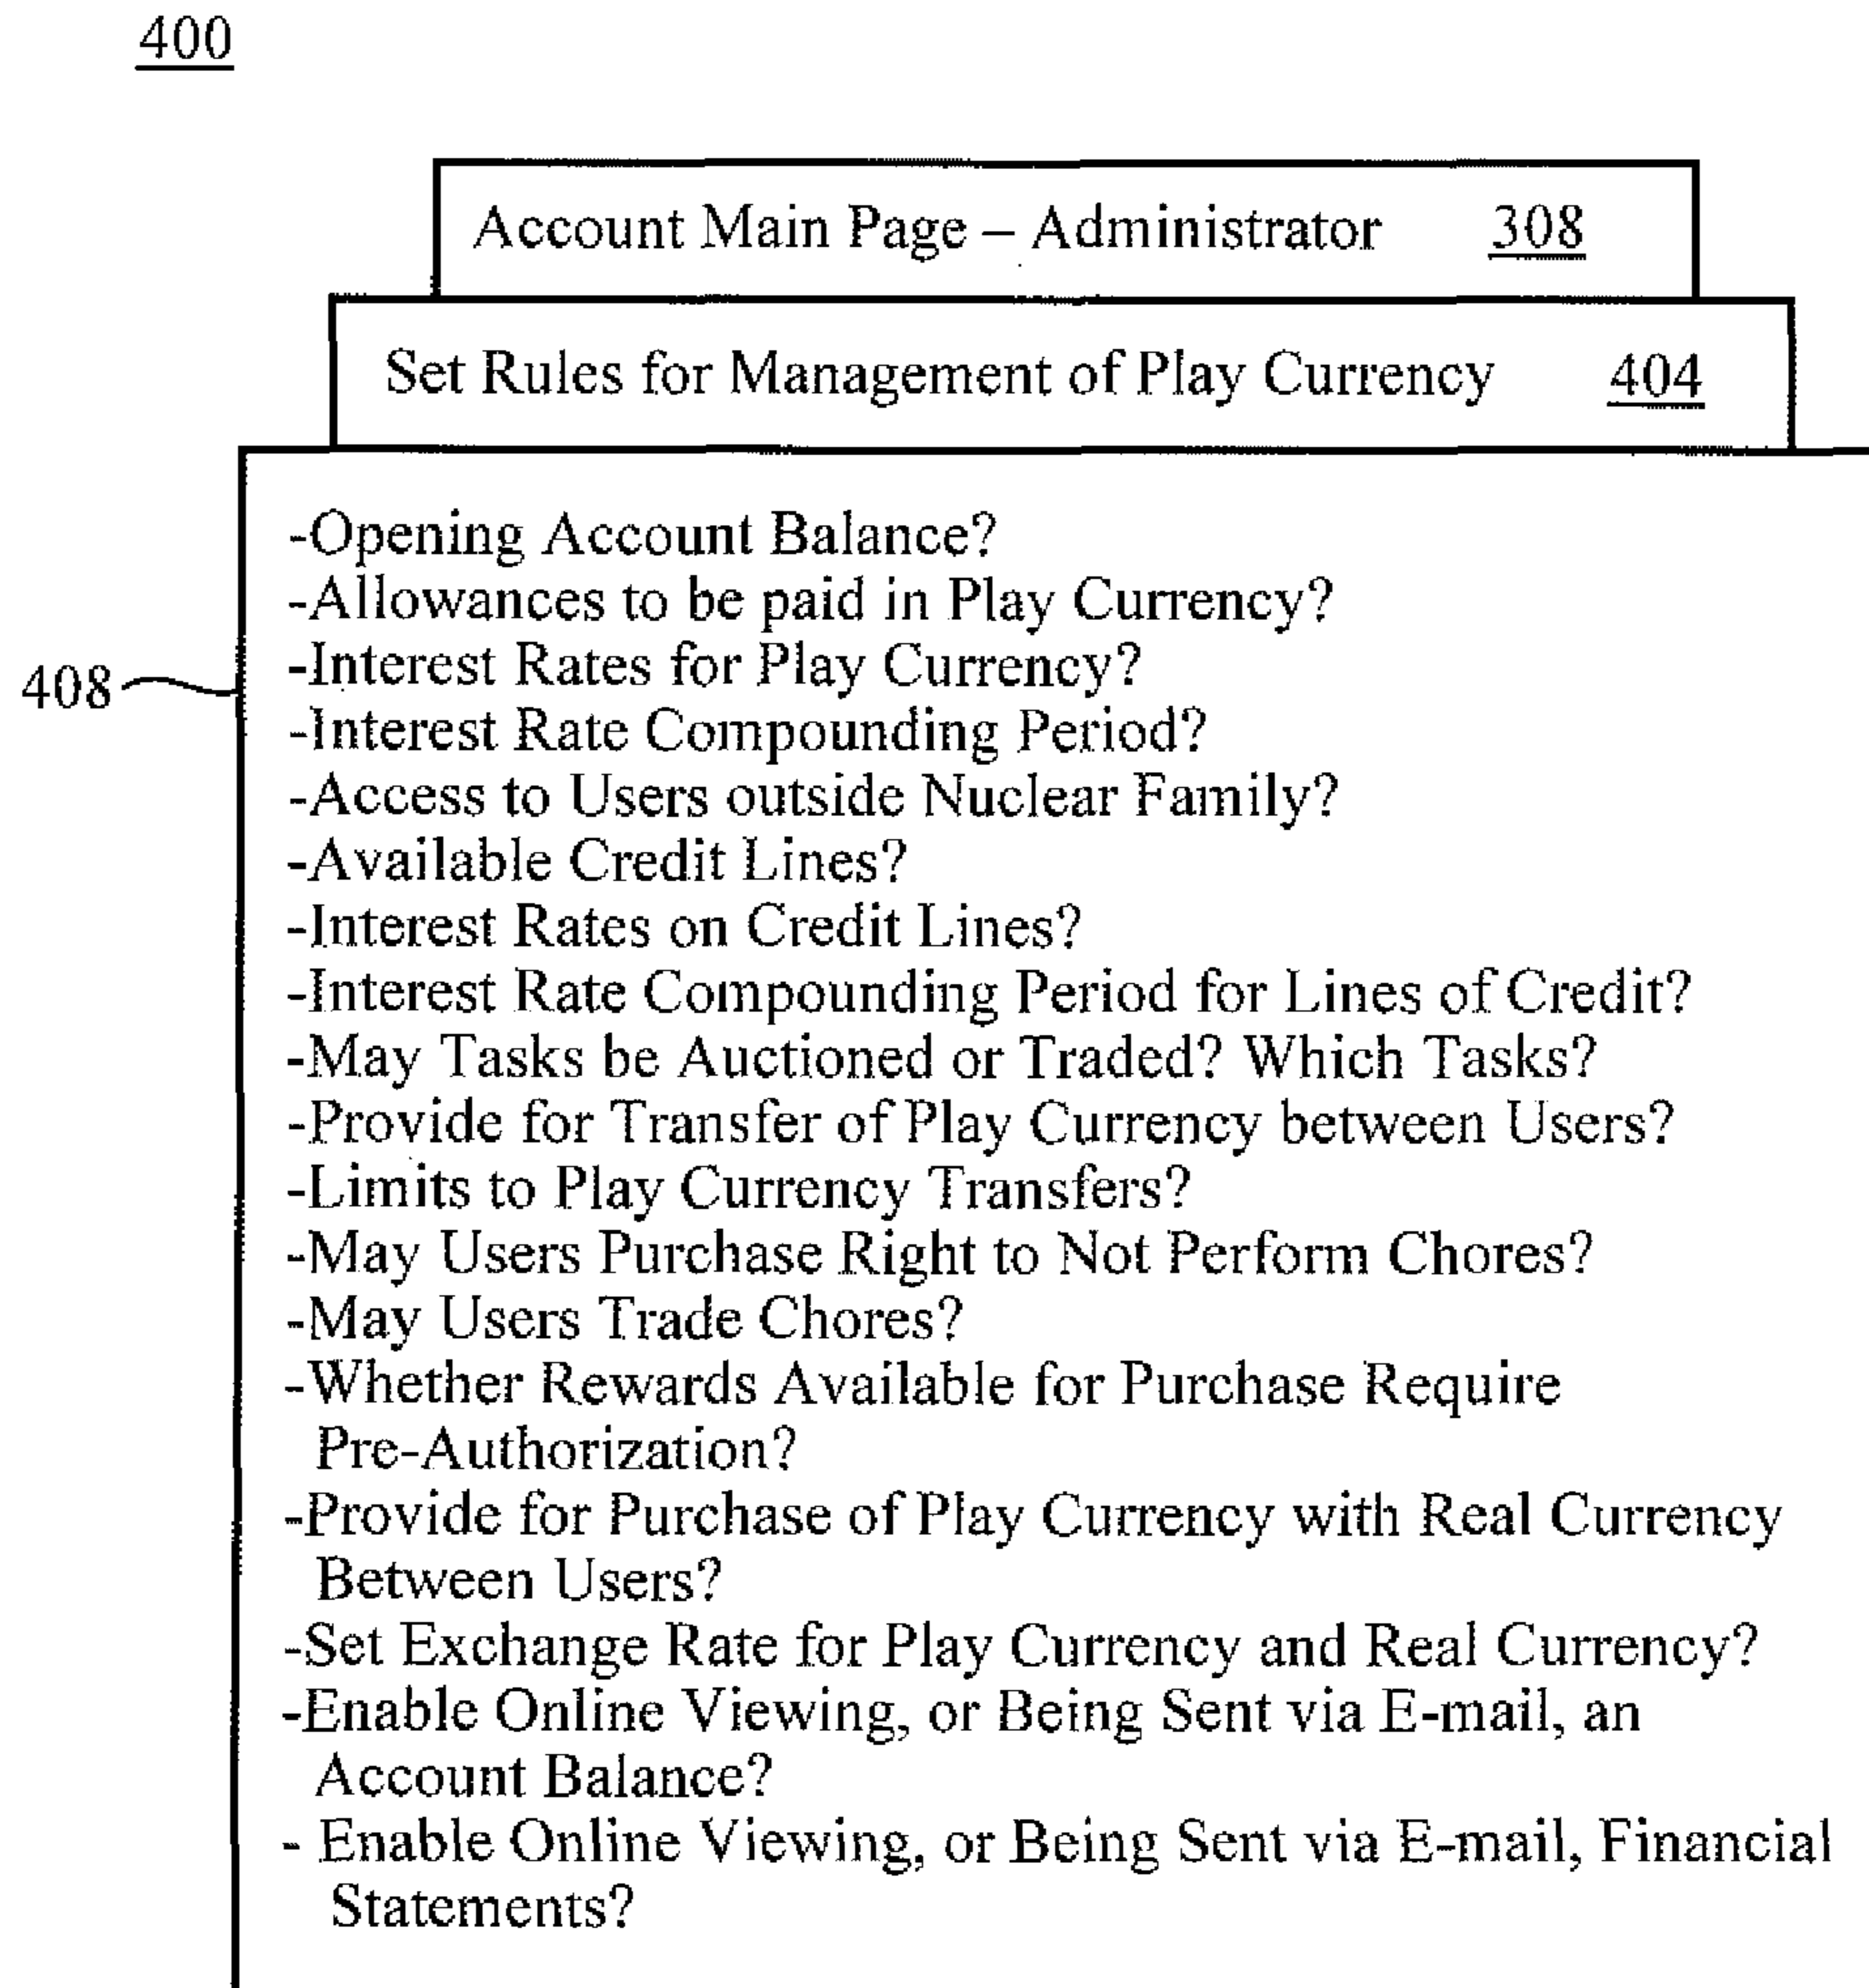 400
Account Main Page – Administrator 308
Set Rules for Management of Play Currency 404
-Opening Account Balance?
-Allowances to be paid in Play Currency?
-Interest Rates for Play Currency?
408
-Interest Rate Compounding Period?
-Access to Users outside Nuclear Family?
-Available Credit Lines?
-Interest Rates on Credit Lines?
-Interest Rate Compounding Period for Lines of Credit?
-May Tasks be Auctioned or Traded? Which Tasks?
-Provide for Transfer of Play Currency between Users?
-Limits to Play Currency Transfers?
-May Users Purchase Right to Not Perform Chores?
-May Users Trade Chores?
-Whether Rewards Available for Purchase Require
Pre-Authorization?
-Provide for Purchase of Play Currency with Real Currency
Between Users?
-Set Exchange Rate for Play Currency and Real Currency?
-Enable Online Viewing, or Being Sent via E-mail, an
Account Balance?
- Enable Online Viewing, or Being Sent via E-mail, Financial
Statements?